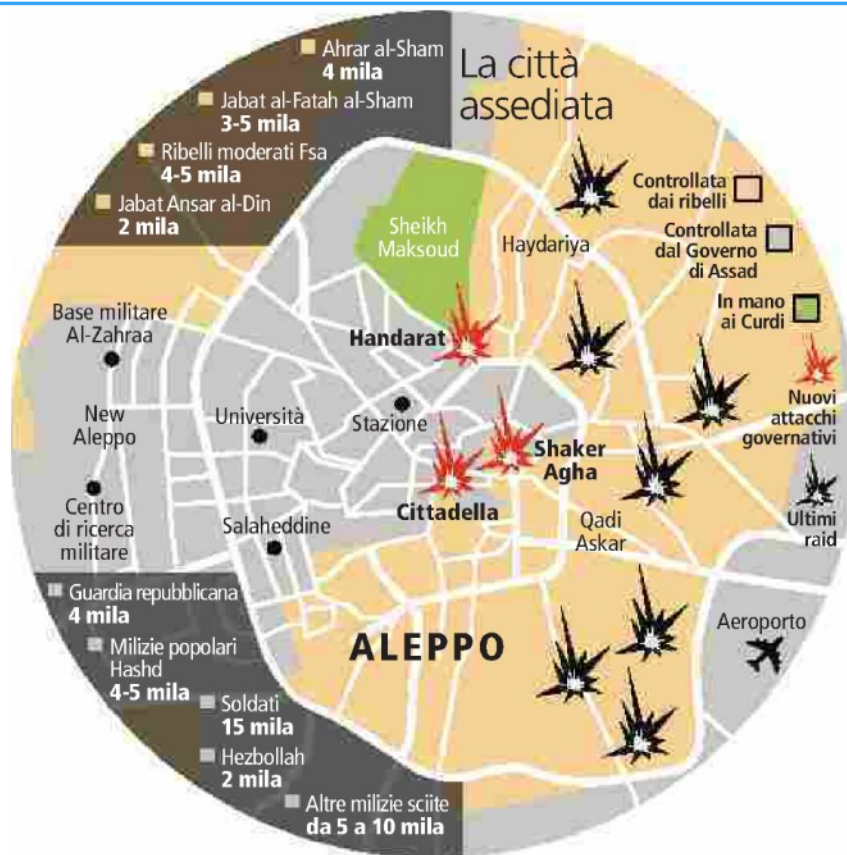 La città
assediata
Ahrar al-Sham
4 mila
Jabat al-Fatah al-Sham
3-5 mila
Ribelli moderati Fsa
4-5 mila
Jabat Ansar al-Din
2 mila
Controllata
dai ribelli
Controllata
dal Governo
di Assad
In mano
ai Curdi
Nuovi
attacchi
governativi
Ultimi
raid
Sheikh
Maksoud
Haydariya
Base militare
Al-Zahraa
Handarat
New
Aleppo
Università
Stazione
Shaker
Agha
Centro
di ricerca
militare
Cittadella
Salaheddine
Qadi
Askar
ALEPPO
Aeroporto
Guardia repubblicana
4 mila
Milizie popolari
Hashd
4-5 mila
Soldati
15 mila
Hezbollah
2 mila
Altre milizie sciite
da 5 a 10 mila